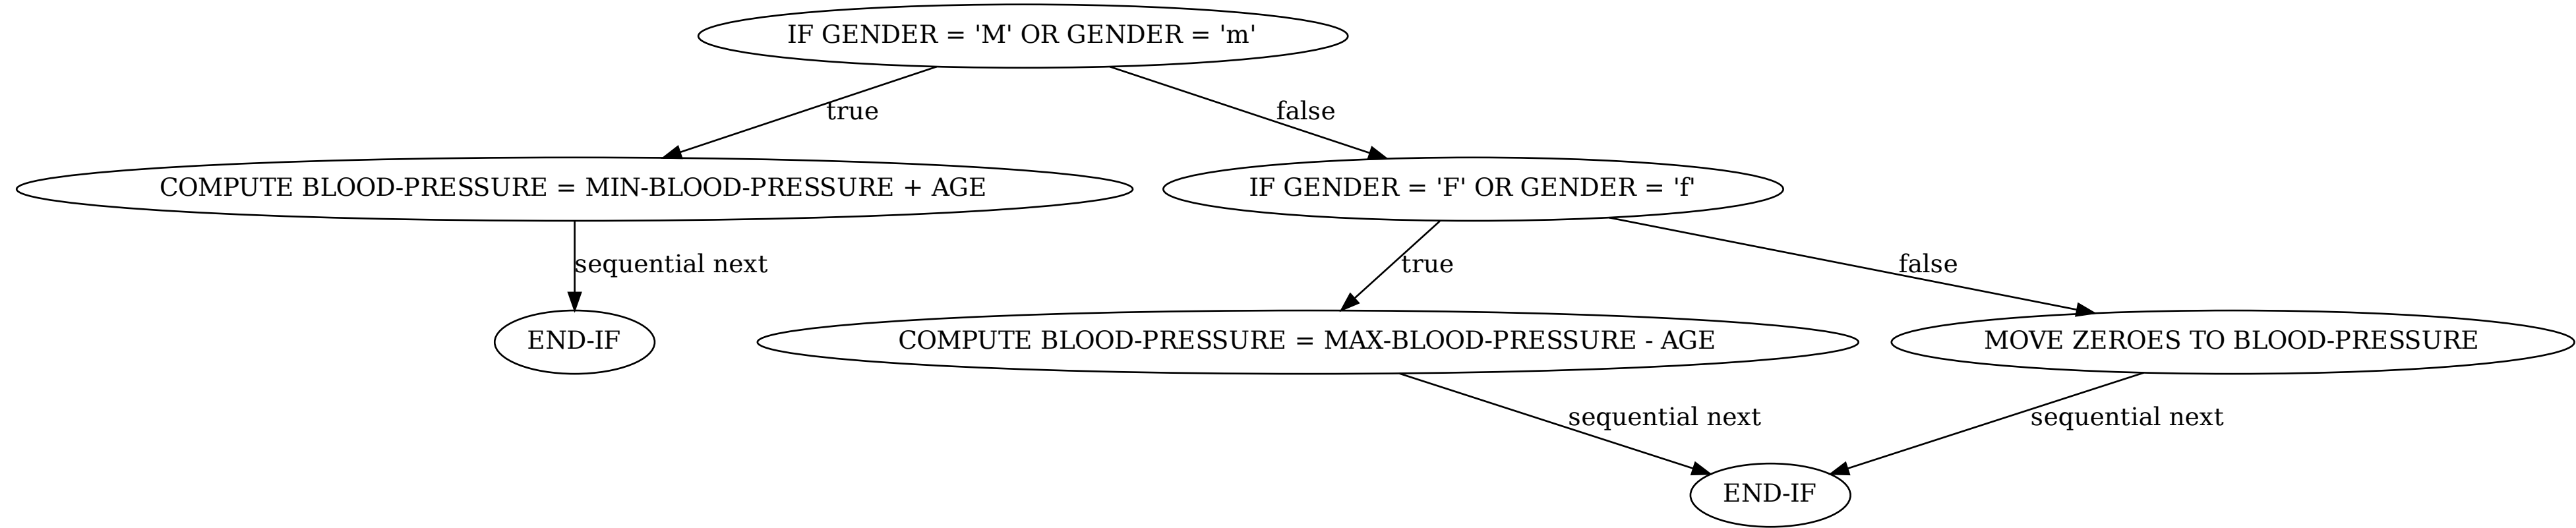 IF GENDER = 'M' OR GENDER = 'm'
true
false
COMPUTE BLOOD-PRESSURE = MIN-BLOOD-PRESSURE + AGE
IF GENDER = 'F' OR GENDER = 'f'
sequential next
true
false
END-IF
COMPUTE BLOOD-PRESSURE = MAX-BLOOD-PRESSURE - AGE
MOVE ZEROES TO BLOOD-PRESSURE
sequential next
sequential next
END-IF